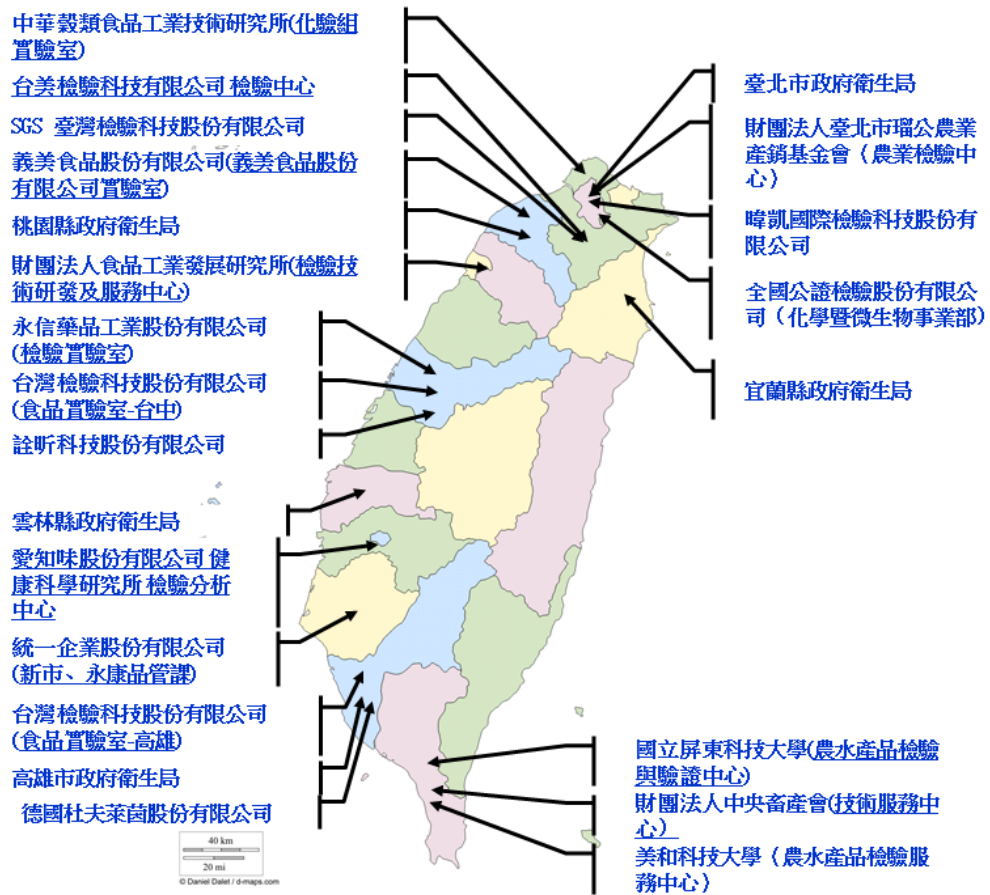 中華穀類食品工業技術研究所(化驗組
實驗室)
台美檢驗科技有限公司 檢驗中心
SGS 臺灣檢驗科技股份有限公司
義美食品股份有限公司(義美食品股份
有限公司實驗室)
桃園縣政府衛生局
財團法人食品工業發展研究所(檢驗技
術研發及服務中心)
永信藥品工業股份有限公司
(檢驗實驗室)
台灣檢驗科技股份有限公司
(食品實驗室-台中)
詮昕科技股份有限公司
雲林縣政府衛生局
愛知味股份有限公司 健
康科學研究所 檢驗分析
中心
統一企業股份有限公司
(新市、永康品管課)
台灣檢驗科技股份有限公司
(食品實驗室-高雄)
高雄市政府衛生局
德國杜夫萊茵股份有限公司
臺北市政府衛生局
財團法人臺北市瑠公農業
產銷基金會（農業檢驗中
心）
暐凱國際檢驗科技股份有
限公司
全國公證檢驗股份有限公
司（化學暨微生物事業部）
宜蘭縣政府衛生局
國立屏東科技大學(農水產品檢驗
與驗證中心)
財團法人中央畜產會(技術服務中
心）
美和科技大學（農水產品檢驗服
務中心）
40 km
20 mi
© Daniel Dalet / d-maps.com